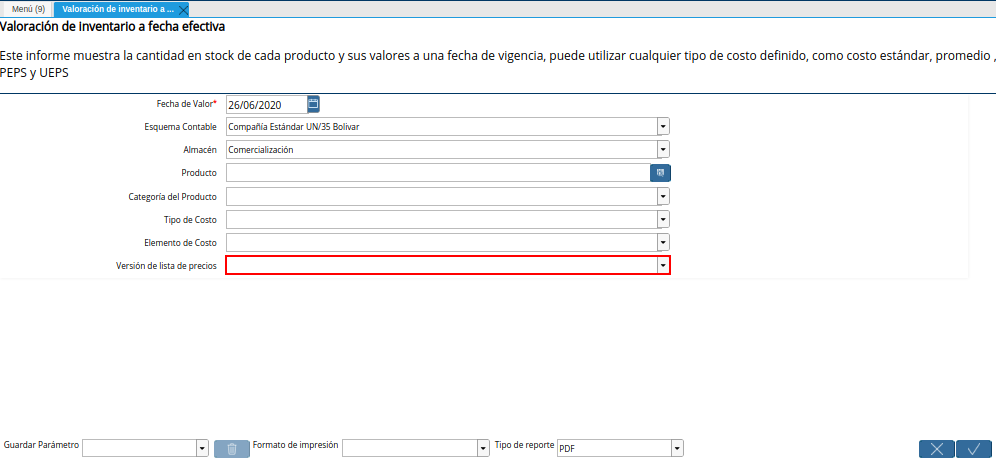 Menú (9)
Valoración de inventario a ...
Valoración de inventario a fecha efectiva
Este informe muestra la cantidad en stock de cada producto y sus valores a una fecha de vigencia, puede utilizar cualquier tipo de costo definido, como costo estándar, promedio ,
PEPS y UEPS
Fecha de Valor* 26/06/2020
Esquema Contable Compañía Estándar UN/35 Bolivar
Almacén Comercialización
Producto
Categoría del Producto
Tipo de Costo
Elemento de Costo
Versión de lista de precios
Guardar Parámetro Formato de impresión Tipo de reporte PDF